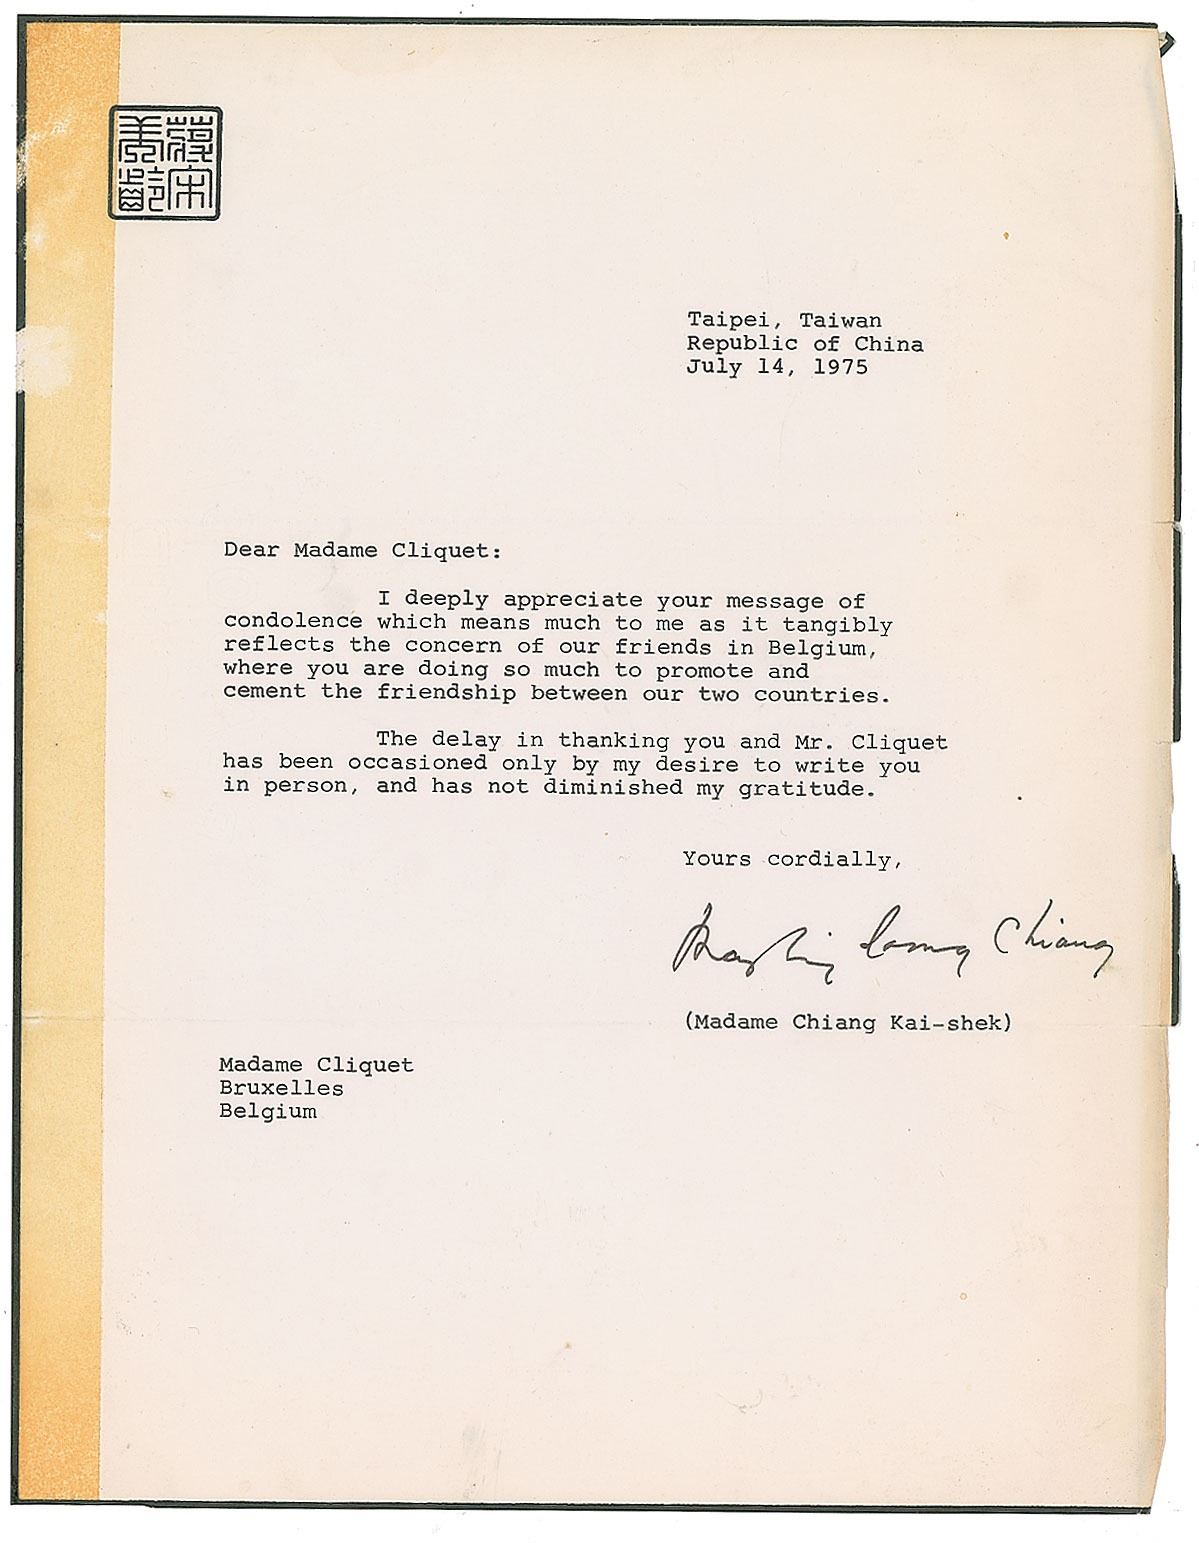 蔣宋美齡
Taipei, Taiwan
Republic of China
July 14, 1975
Dear Madame Cliquet:
I deeply appreciate your message of
condolence which means much to me as it tangibly
reflects the concern of our friends in Belgium,
where you are doing so much to promote and
cement the friendship between our two countries.
The delay in thanking you and Mr. Cliquet
has been occasioned only by my desire to write you
in person, and has not diminished my gratitude.
Yours cordially,
Mayling Soong Chiang
(Madame Chiang Kai-shek)
Madame Cliquet
Bruxelles
Belgium